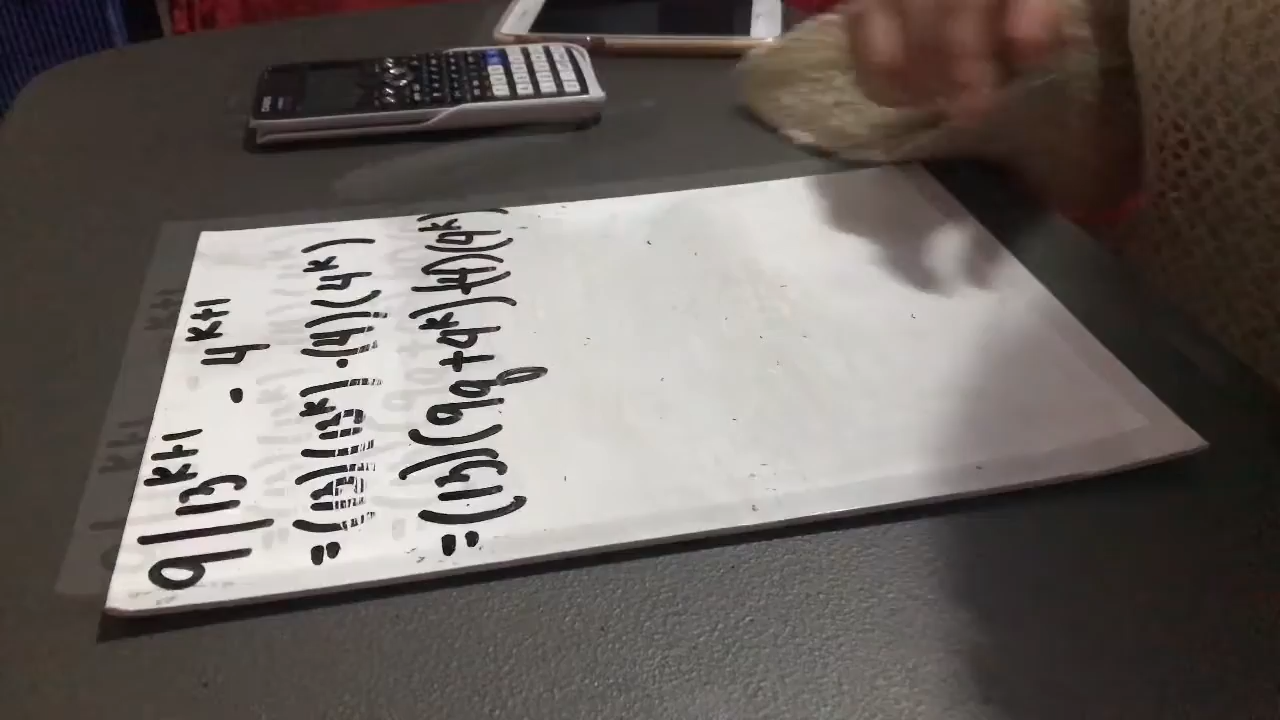 9|13^{k+1} - 4^{k+1}
=(13)(13^k)-(4)(4^k)
=(13)(9q+4^k)-(4)(4^k)